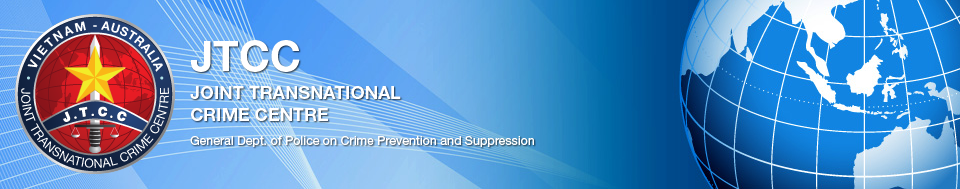 VIETNAM - AUSTRALIA
J.T.C.C
JOINT TRANSNATIONAL CRIME CENTRE
JTCC
JOINT TRANSNATIONAL
CRIME CENTRE
General Dept. of Police on Crime Prevention and Suppression